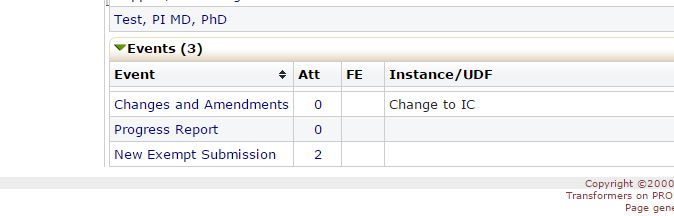 Test, PI MD, PhD
Events (3)
Event Att FE Instance/UDF
Changes and Amendments 0 Change to IC
Progress Report 0
New Exempt Submission 2
Copyright ©2000
Transformers on PRO
Page gene